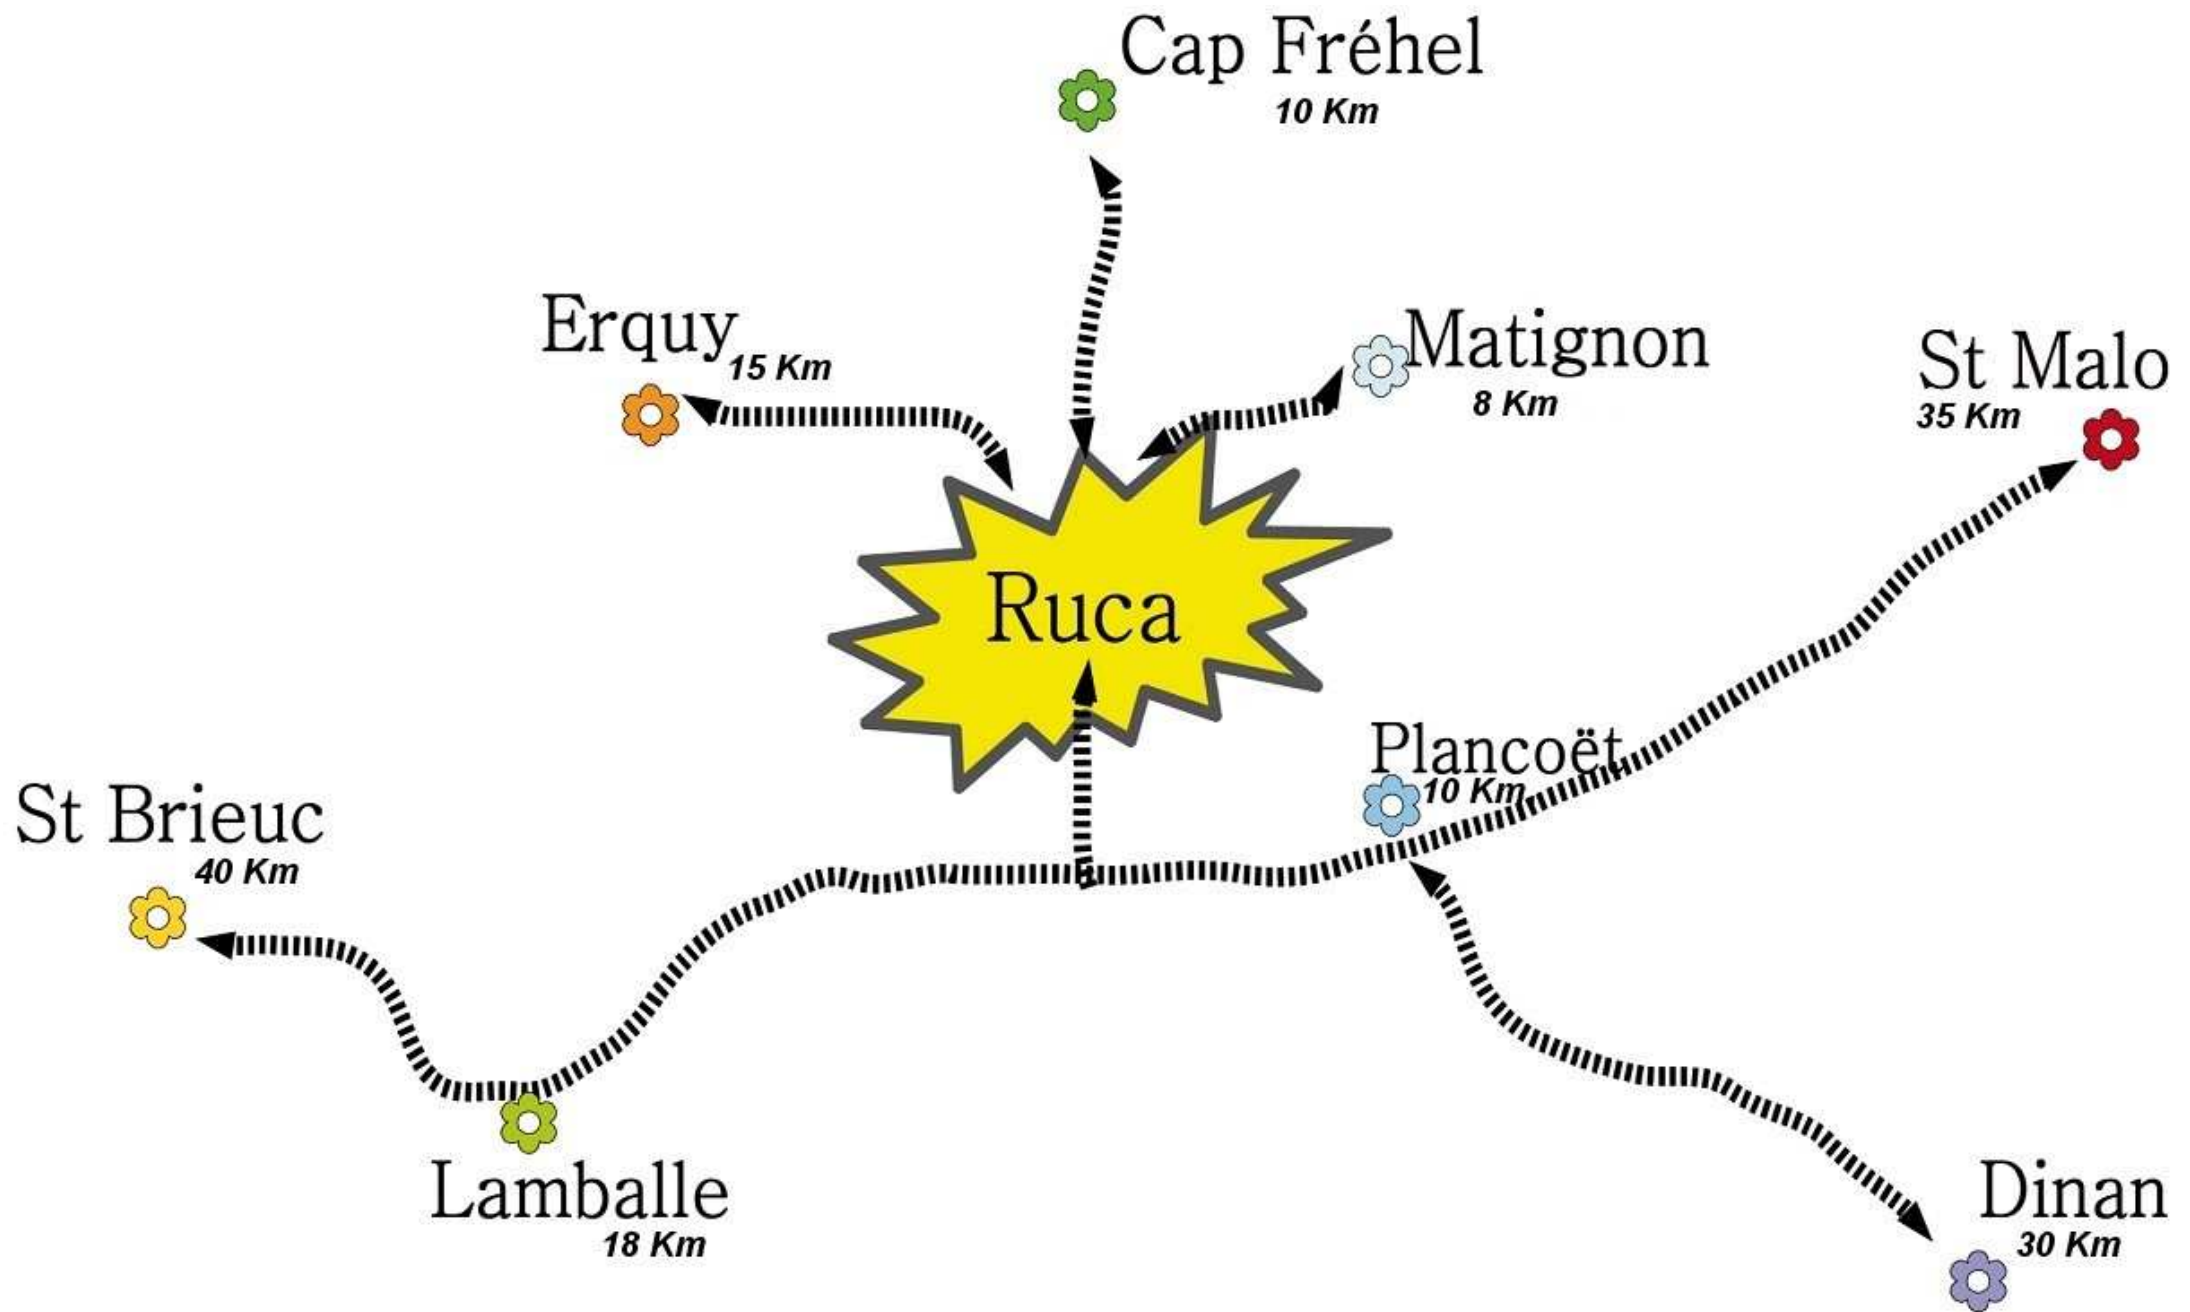 Cap Fréhel
10 Km
Erquy
15 Km
Matignon
8 Km
St Malo
35 Km
Ruca
Plancoët
10 Km
St Brieuc
40 Km
Lamballe
18 Km
Dinan
30 Km